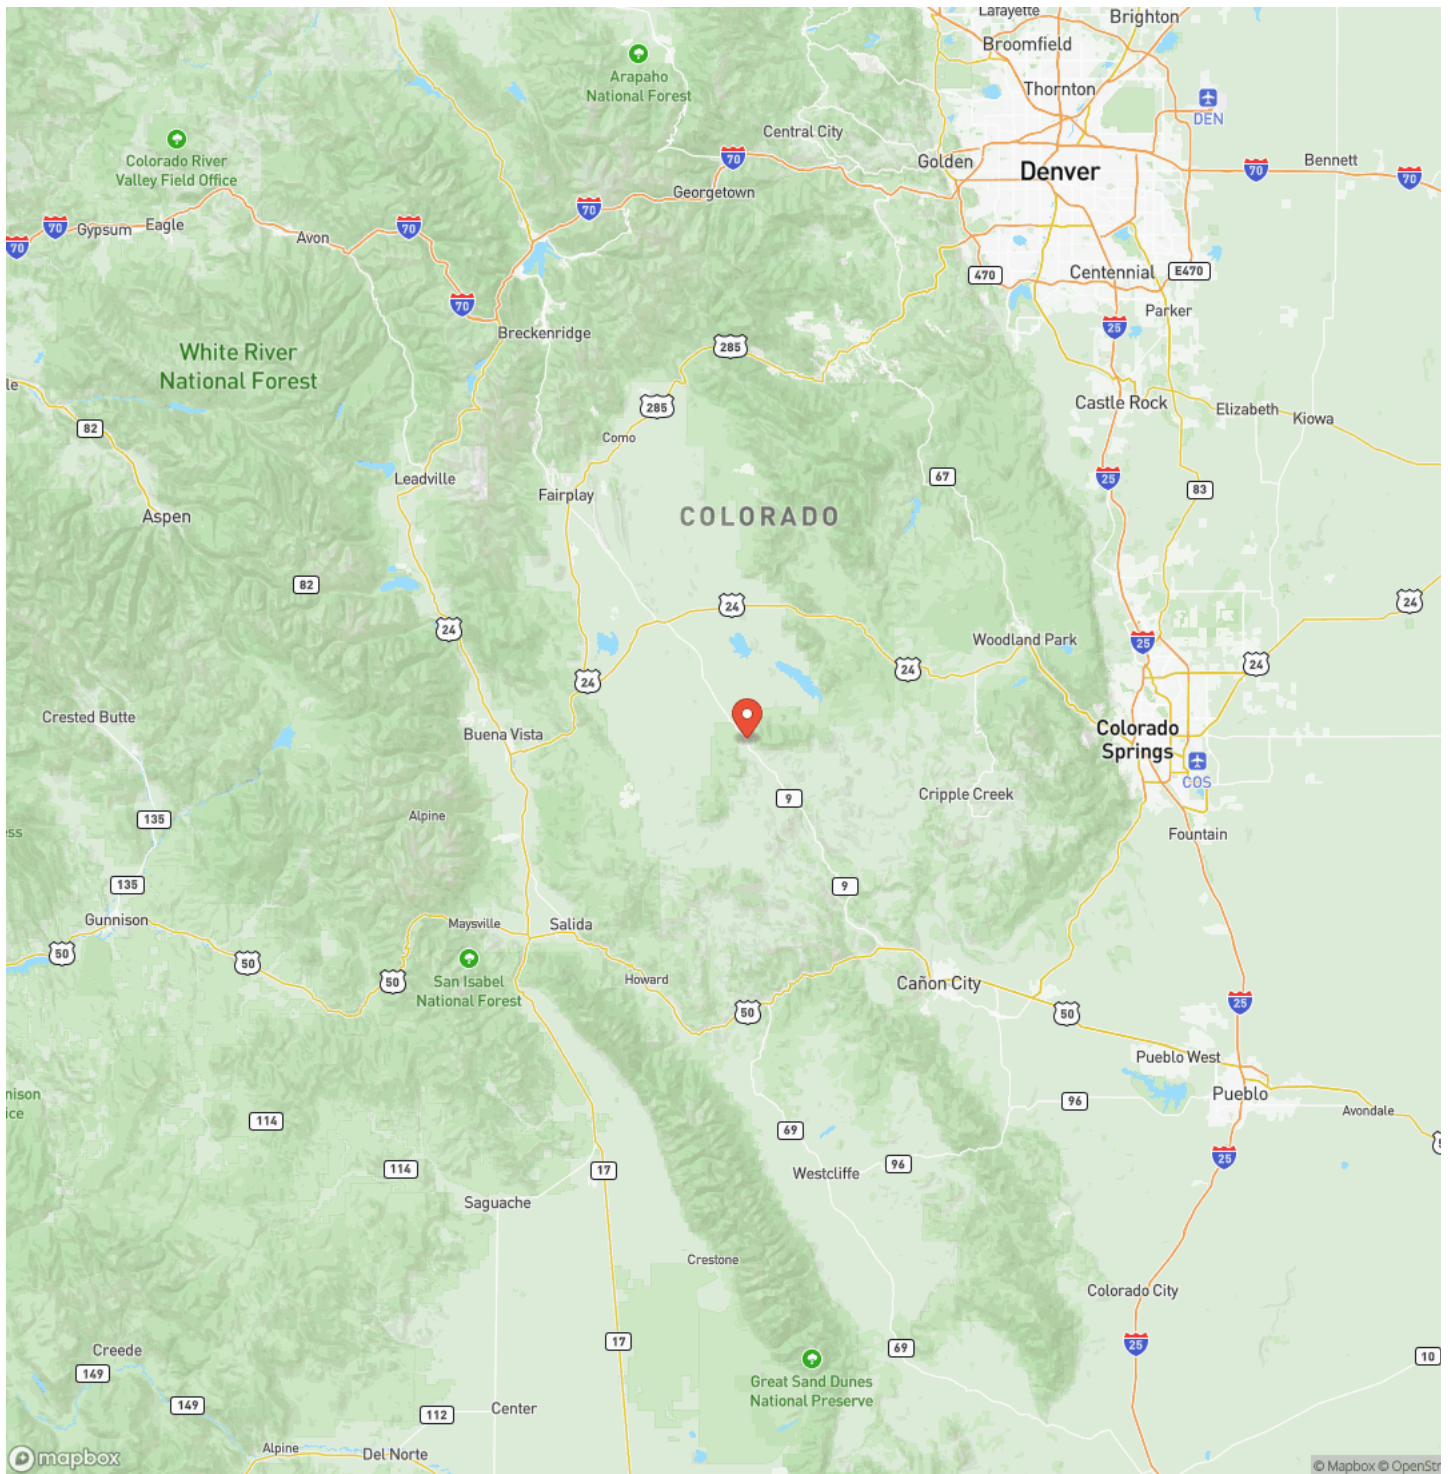 Lafayette
Brighton
Broomfield
Arapaho
National Forest
Thornton
DEN
Central City
Colorado River
Valley Field Office
70
Golden
Denver
70
Bennett
70
Georgetown
70
70
Gypsum
Eagle
70
Avon
70
470
Centennial
E470
70
Parker
25
Breckenridge
285
White River
National Forest
82
285
Castle Rock
Elizabeth
Kiowa
Como
Leadville
67
25
83
Fairplay
Aspen
COLORADO
82
24
24
24
Woodland Park
25
24
24
24
Crested Butte
Buena Vista
Colorado
Springs
COS
9
Cripple Creek
135
Alpine
Fountain
135
9
Gunnison
Maysville
Salida
50
50
San Isabel
National Forest
50
Howard
Cañon City
50
50
25
Pueblo West
Pueblo
96
Avondale
114
69
25
114
17
Westcliffe
96
Saguache
Crestone
Colorado City
17
69
25
10
Creede
149
Great Sand Dunes
National Preserve
149
112
Center
Alpine
Del Norte
mapbox
© Mapbox © OpenStr